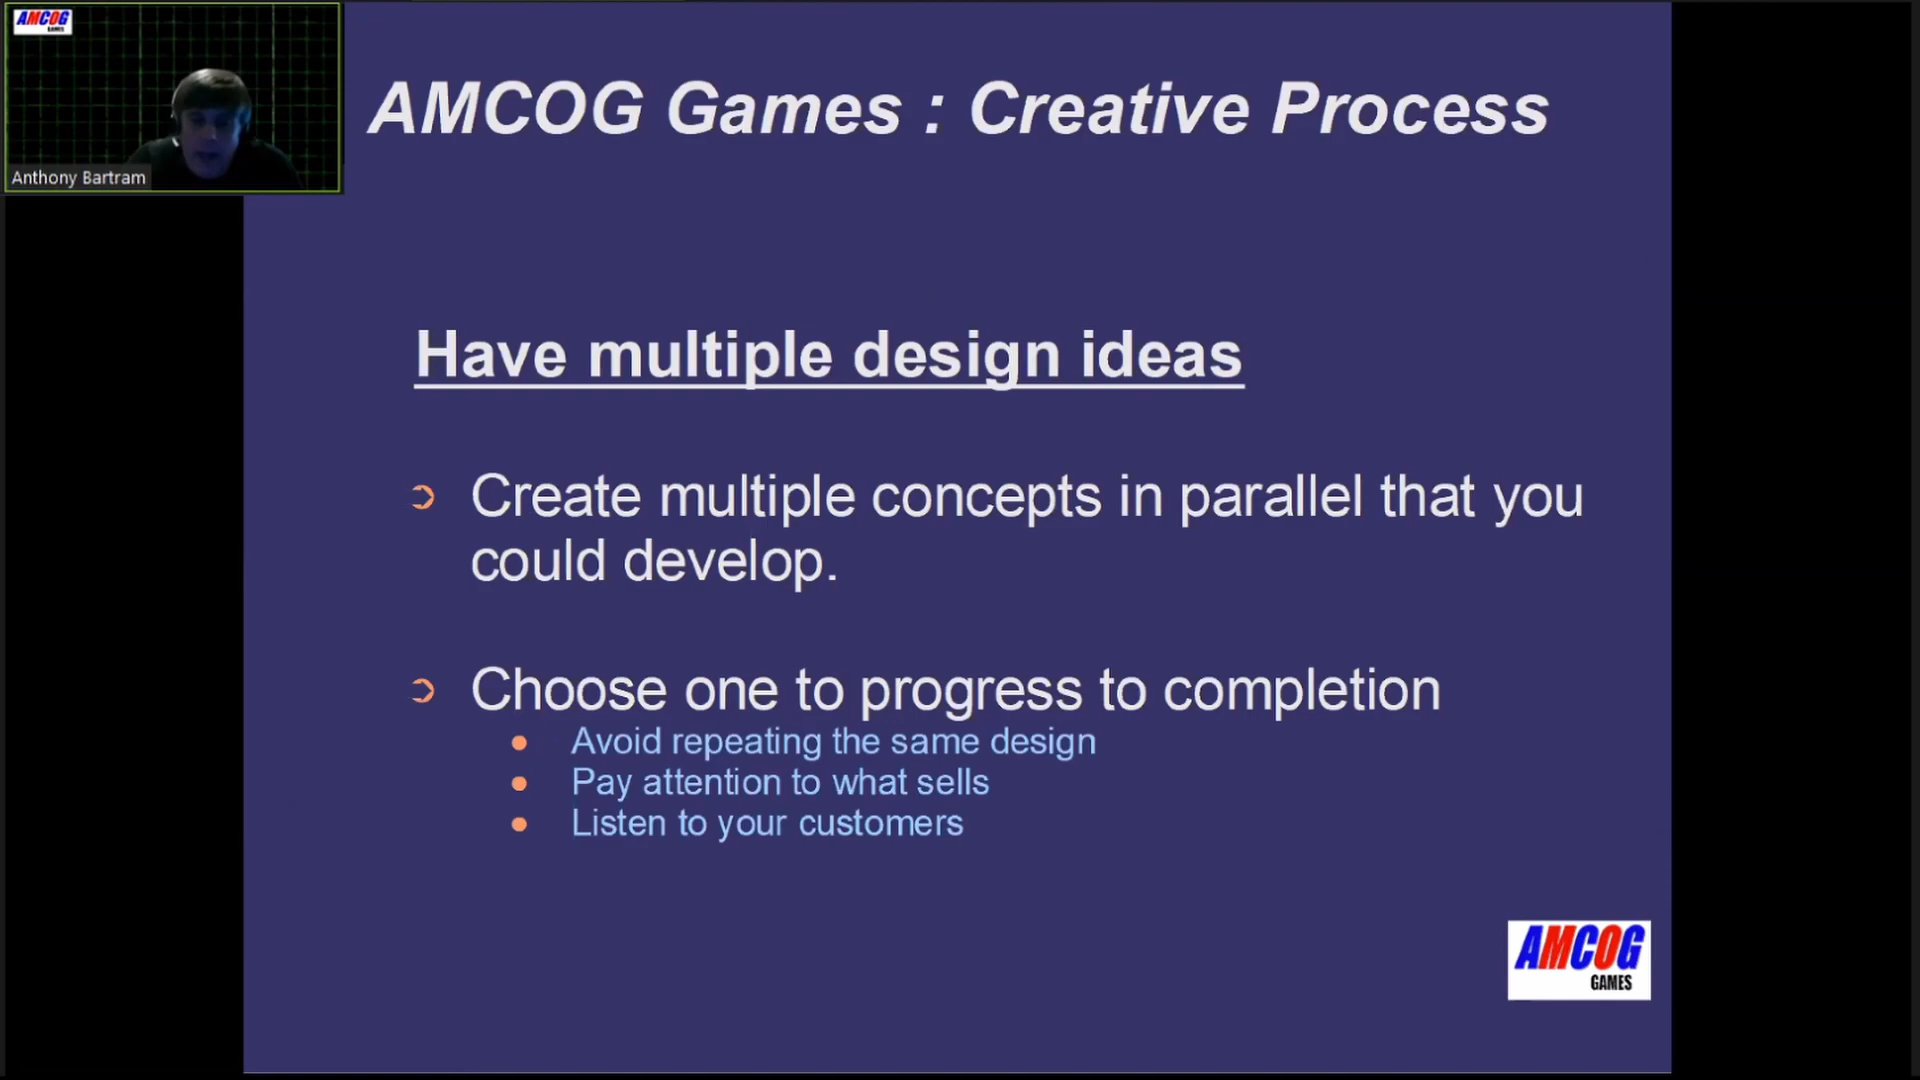 AMCOG
GAMES
Anthony Bartram
AMCOG Games : Creative Process
Have multiple design ideas
Create multiple concepts in parallel that you
could develop.
Choose one to progress to completion
Avoid repeating the same design
Pay attention to what sells
Listen to your customers
AMCOG
GAMES